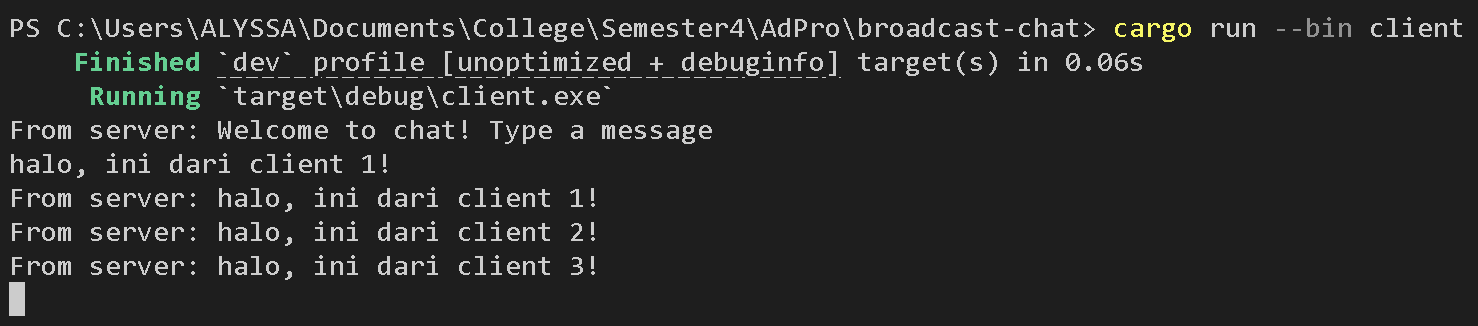 PS C:\Users\ALYSSA\Documents\College\Semester4\AdPro\broadcast-chat> cargo run --bin client
Finished `dev` profile [unoptimized + debuginfo] target(s) in 0.06s
Running `target\debug\client.exe`
From server: Welcome to chat! Type a message
halo, ini dari client 1!
From server: halo, ini dari client 1!
From server: halo, ini dari client 2!
From server: halo, ini dari client 3!